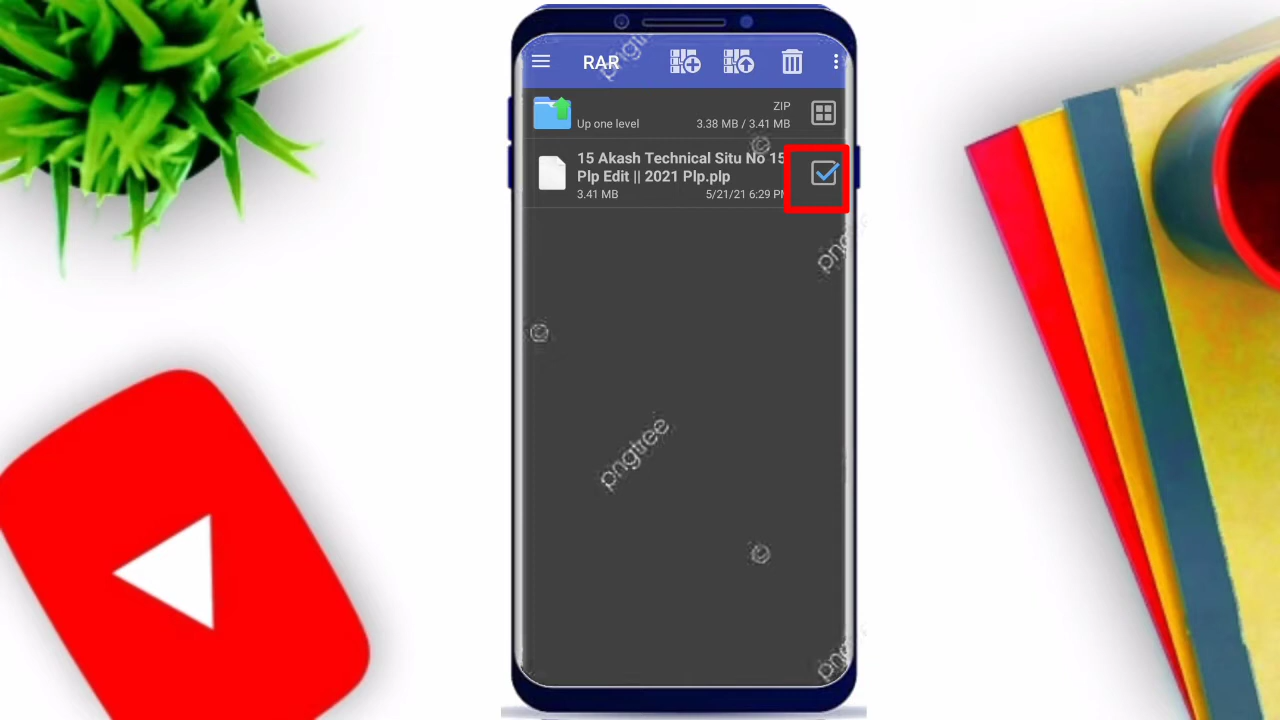 RAR
ZIP
Up one level 3.38 MB / 3.41 MB
15 Akash Technical Situ No 15
Plp Edit || 2021 Plp.plp
3.41 MB 5/21/21 6:29 PM
pngtree